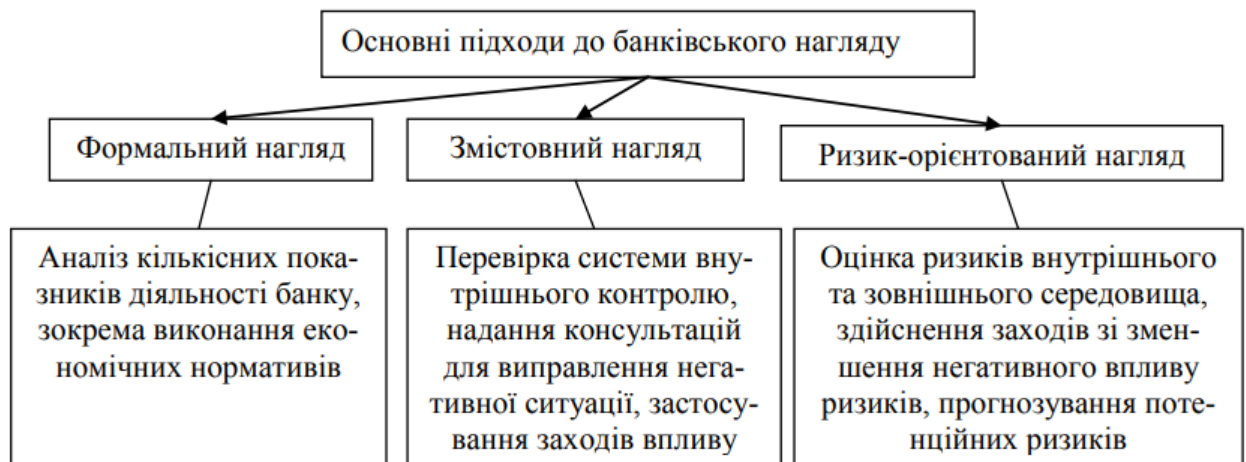 Основні підходи до банківського нагляду
Формальний нагляд
Змістовний нагляд
Ризик-орієнтований нагляд
Аналіз кількісних пока-
зників діяльності банку,
зокрема виконання еко-
номічних нормативів
Перевірка системи вну-
трішнього контролю,
надання консультацій
для виправлення нега-
тивної ситуації, застосу-
вання заходів впливу
Оцінка ризиків внутрішнього
та зовнішнього середовища,
здійснення заходів зі змен-
шення негативного впливу
ризиків, прогнозування поте-
нційних ризиків